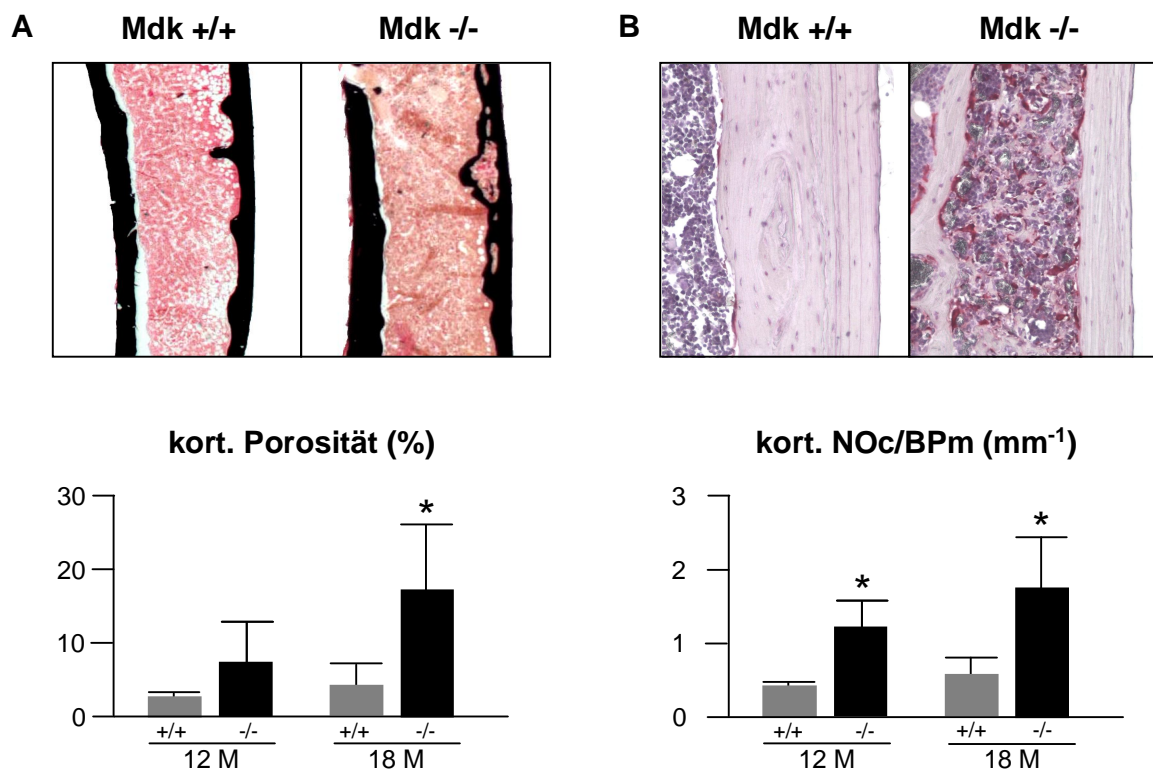 A
Mdk +/+
Mdk -/-
B
Mdk +/+
Mdk -/-
kort. Porosität (%)
30
20
10
0
*
+/+
-/-
+/+
-/-
12 M
18 M
kort. NOc/BPm (mm⁻¹)
3
2
1
0
*
*
+/+
-/-
+/+
-/-
12 M
18 M